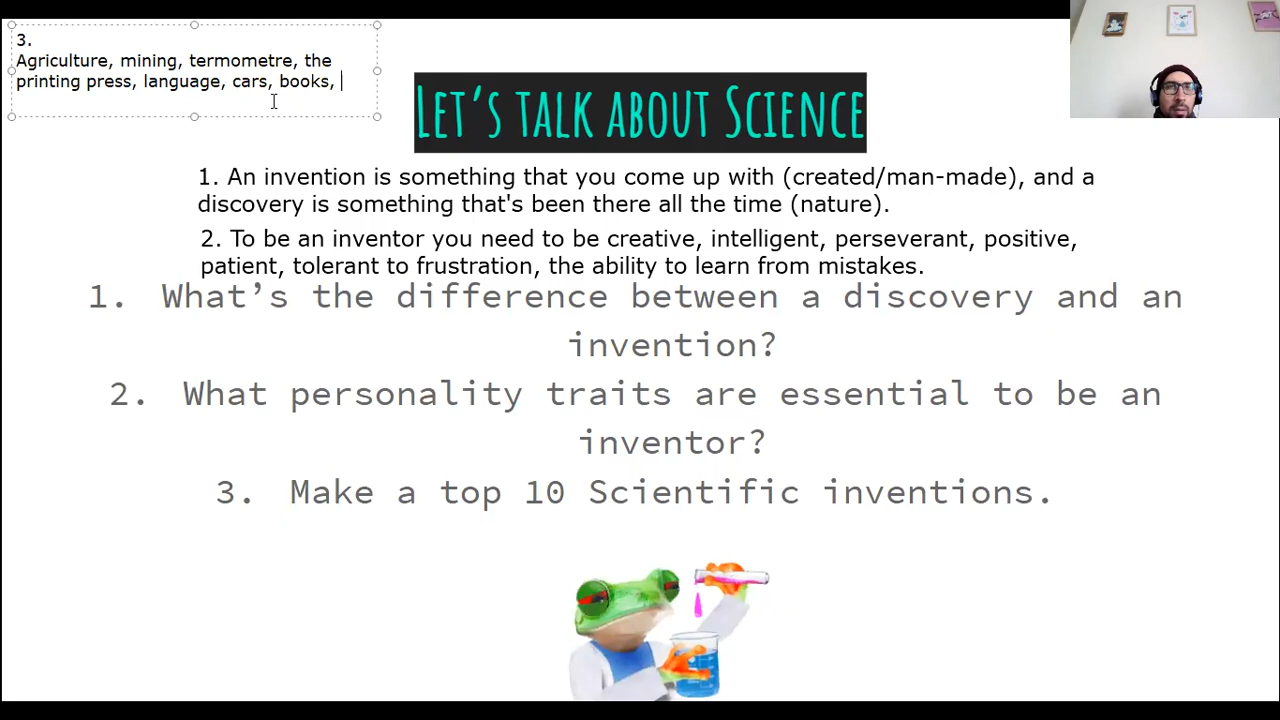 3.
Agriculture, mining, termometre, the
printing press, language, cars, books,
Let's talk about Science
1. An invention is something that you come up with (created/man-made), and a
discovery is something that's been there all the time (nature).
2. To be an inventor you need to be creative, intelligent, perseverant, positive,
patient, tolerant to frustration, the ability to learn from mistakes.
1. What's the difference between a discovery and an
invention?
2. What personality traits are essential to be an
inventor?
3. Make a top 10 Scientific inventions.